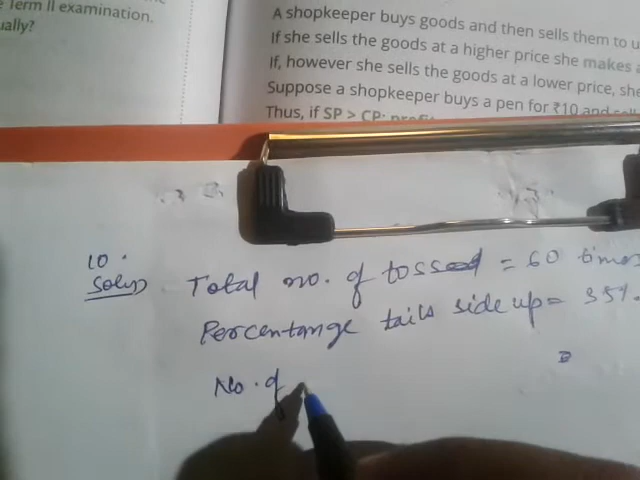 Term II examination.
ually?
A shopkeeper buys goods and then sells them to u
If she sells the goods at a higher price she makes a
If, however she sells the goods at a lower price, she
Suppose a shopkeeper buys a pen for ₹10 and sell
Thus, if SP > CP;
10.
Soln Total no. of tossed = 60 times
Percentange tails side up = 35%
No. of